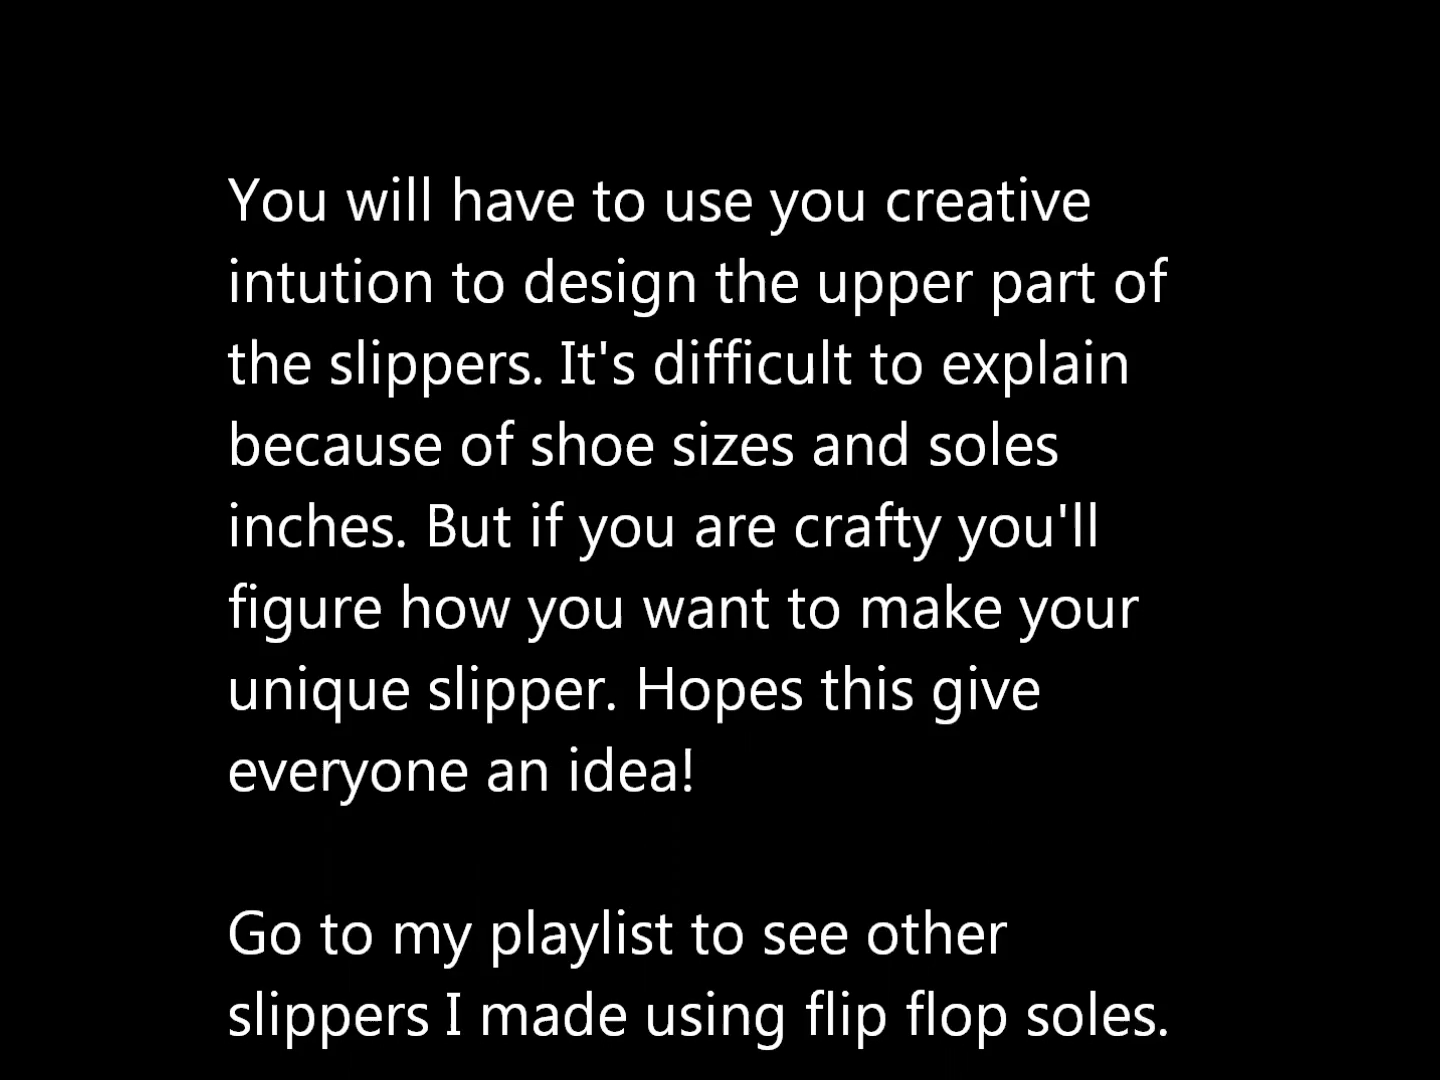 You will have to use you creative
intution to design the upper part of
the slippers. It's difficult to explain
because of shoe sizes and soles
inches. But if you are crafty you'll
figure how you want to make your
unique slipper. Hopes this give
everyone an idea!
Go to my playlist to see other
slippers I made using flip flop soles.